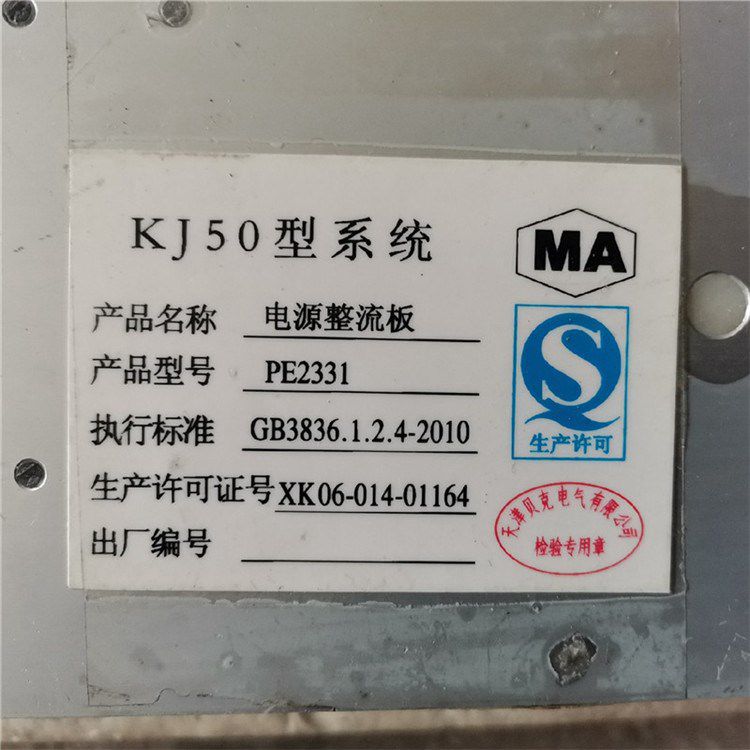 KJ50型系统
MA
产品名称 电源整流板
产品型号 PE2331
执行标准 GB3836.1.2.4-2010
生产许可证号 XK06-014-01164
出厂编号
QS
生产许可
天津贝克电气有限公司
检验专用章